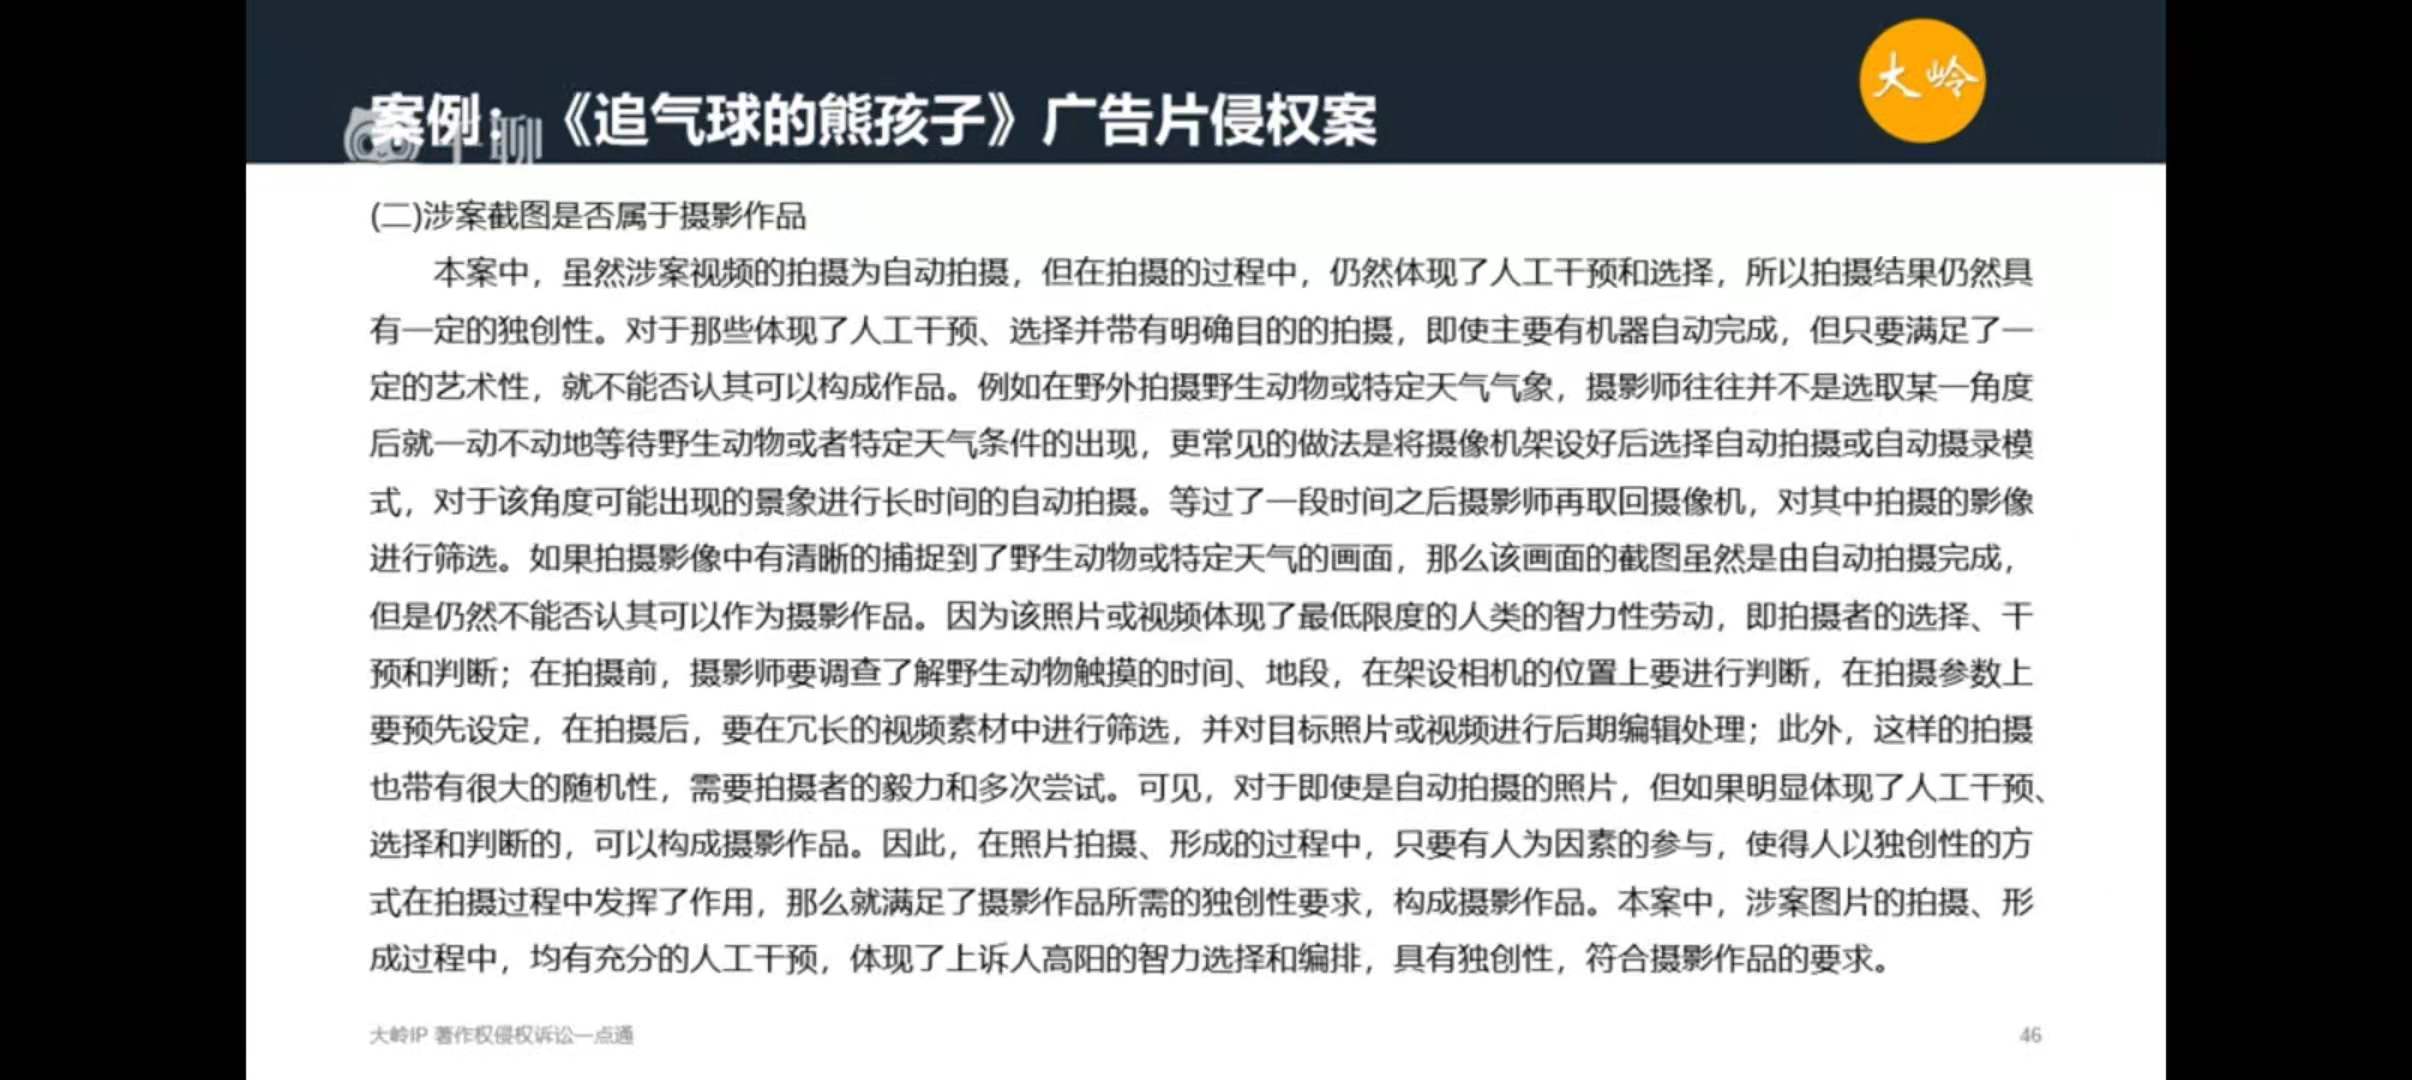 大岭
案例：《追气球的熊孩子》广告片侵权案
千聊
(二)涉案截图是否属于摄影作品
本案中，虽然涉案视频的拍摄为自动拍摄，但在拍摄的过程中，仍然体现了人工干预和选择，所以拍摄结果仍然具
有一定的独创性。对于那些体现了人工干预、选择并带有明确目的的拍摄，即使主要有机器自动完成，但只要满足了一
定的艺术性，就不能否认其可以构成作品。例如在野外拍摄野生动物或特定天气气象，摄影师往往并不是选取某一角度
后就一动不动地等待野生动物或者特定天气条件的出现，更常见的做法是将摄像机架设好后选择自动拍摄或自动摄录模
式，对于该角度可能出现的景象进行长时间的自动拍摄。等过了一段时间之后摄影师再取回摄像机，对其中拍摄的影像
进行筛选。如果拍摄影像中有清晰的捕捉到了野生动物或特定天气的画面，那么该画面的截图虽然是由自动拍摄完成，
但是仍然不能否认其可以作为摄影作品。因为该照片或视频体现了最低限度的人类的智力性劳动，即拍摄者的选择、干
预和判断；在拍摄前，摄影师要调查了解野生动物触摸的时间、地段，在架设相机的位置上要进行判断，在拍摄参数上
要预先设定，在拍摄后，要在冗长的视频素材中进行筛选，并对目标照片或视频进行后期编辑处理；此外，这样的拍摄
也带有很大的随机性，需要拍摄者的毅力和多次尝试。可见，对于即使是自动拍摄的照片，但如果明显体现了人工干预、
选择和判断的，可以构成摄影作品。因此，在照片拍摄、形成的过程中，只要有人为因素的参与，使得人以独创性的方
式在拍摄过程中发挥了作用，那么就满足了摄影作品所需的独创性要求，构成摄影作品。本案中，涉案图片的拍摄、形
成过程中，均有充分的人工干预，体现了上诉人高阳的智力选择和编排，具有独创性，符合摄影作品的要求。
大岭IP 著作权侵权诉讼一点通
46